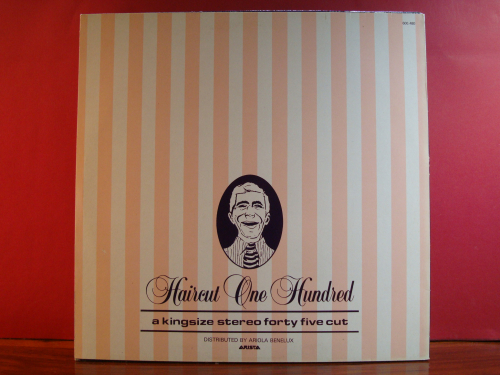 Haircut One Hundred
a kingsize stereo forty five cut
DISTRIBUTED BY ARIOLA BENELUX
ARISTA